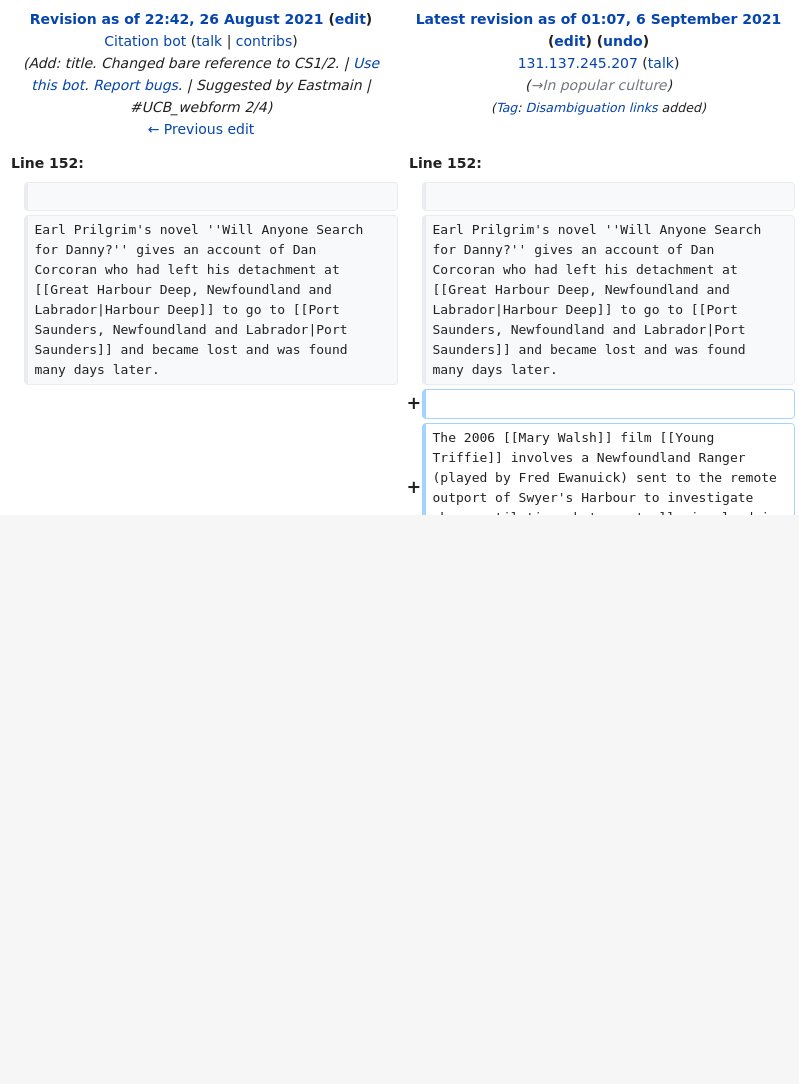 Revision as of 22:42, 26 August 2021 (edit)
Citation bot (talk | contribs)
(Add: title. Changed bare reference to CS1/2. | Use
this bot. Report bugs. | Suggested by Eastmain |
#UCB_webform 2/4)
← Previous edit
Latest revision as of 01:07, 6 September 2021
(edit) (undo)
131.137.245.207 (talk)
(→In popular culture)
(Tag: Disambiguation links added)
Line 152:
Line 152:
Earl Prilgrim's novel ''Will Anyone Search
for Danny?'' gives an account of Dan
Corcoran who had left his detachment at
[[Great Harbour Deep, Newfoundland and
Labrador|Harbour Deep]] to go to [[Port
Saunders, Newfoundland and Labrador|Port
Saunders]] and became lost and was found
many days later.
Earl Prilgrim's novel ''Will Anyone Search
for Danny?'' gives an account of Dan
Corcoran who had left his detachment at
[[Great Harbour Deep, Newfoundland and
Labrador|Harbour Deep]] to go to [[Port
Saunders, Newfoundland and Labrador|Port
Saunders]] and became lost and was found
many days later.
+
+
The 2006 [[Mary Walsh]] film [[Young
Triffie]] involves a Newfoundland Ranger
(played by Fred Ewanuick) sent to the remote
outport of Swyer's Harbour to investigate